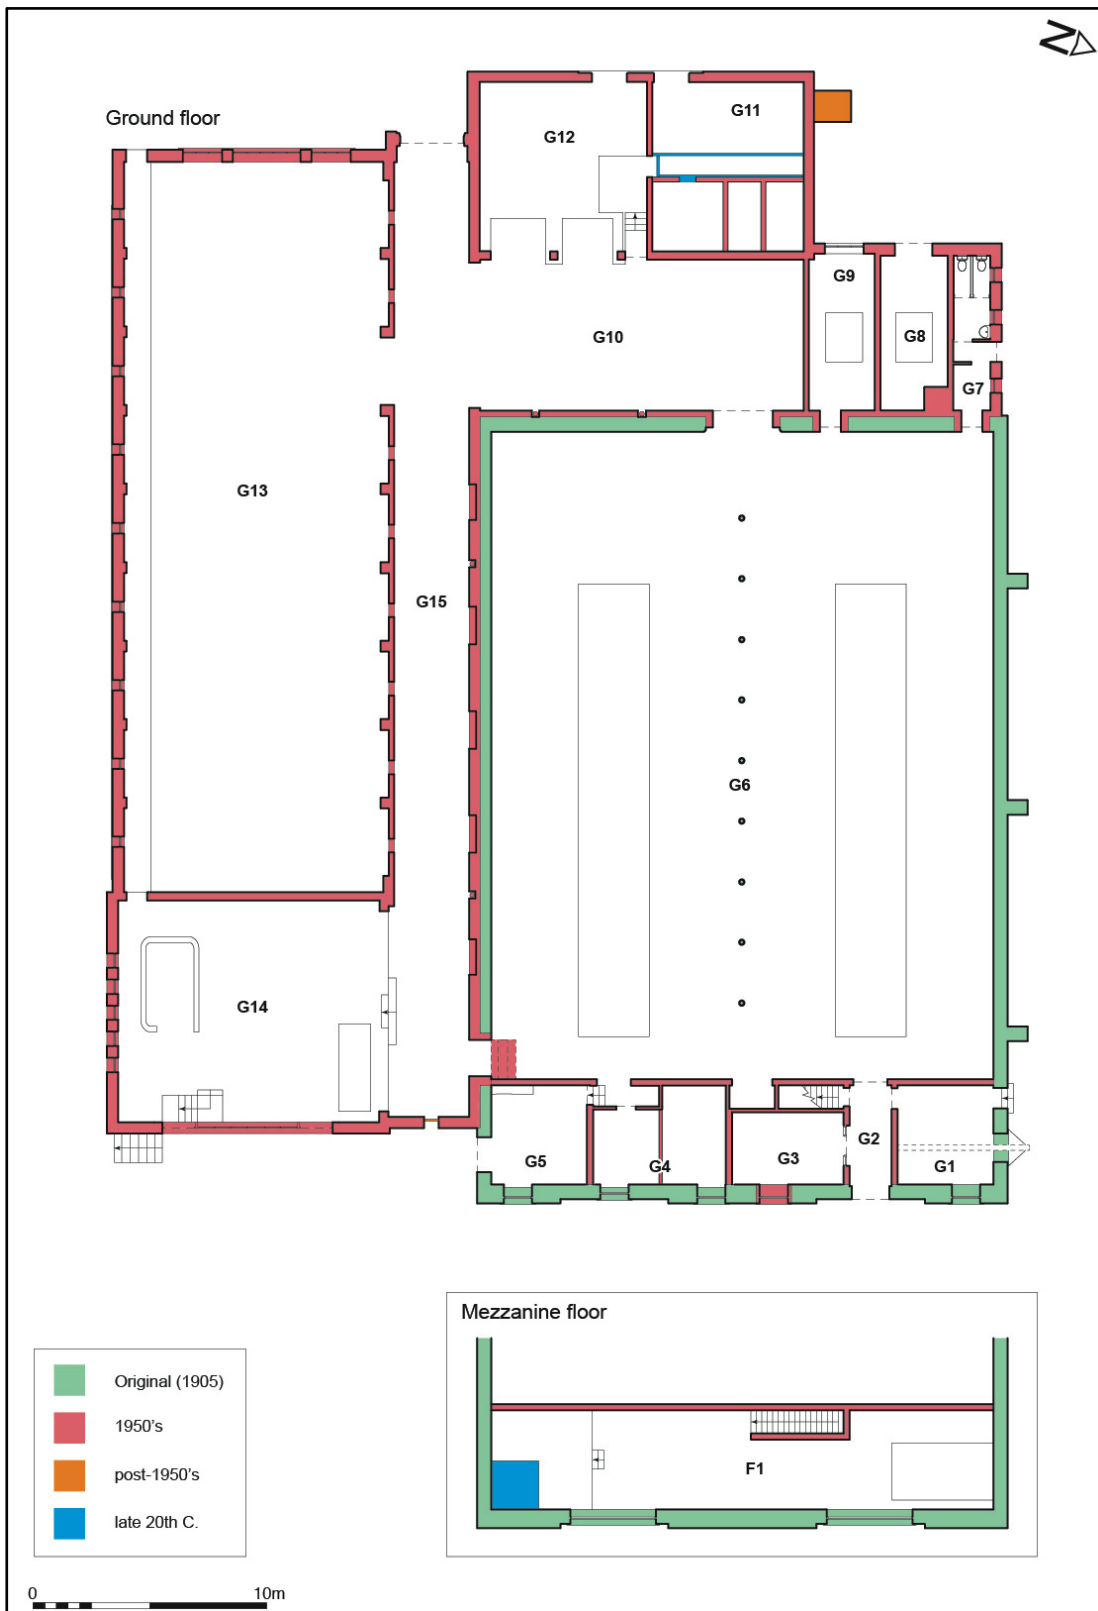 N
Ground floor
G11
G12
G9
G10
G8
G7
G13
G15
G6
G14
G2
G5
G4
G3
G1
Mezzanine floor
F1
Original (1905)
1950's
post-1950's
late 20th C.
0 10m